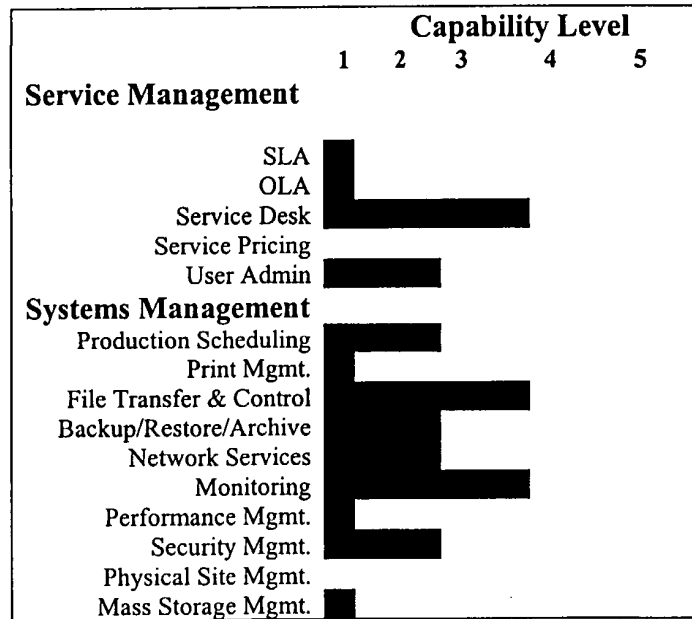 Capability Level
1 2 3 4 5
Service Management
SLA
OLA
Service Desk
Service Pricing
User Admin
Systems Management
Production Scheduling
Print Mgmt.
File Transfer & Control
Backup/Restore/Archive
Network Services
Monitoring
Performance Mgmt.
Security Mgmt.
Physical Site Mgmt.
Mass Storage Mgmt.